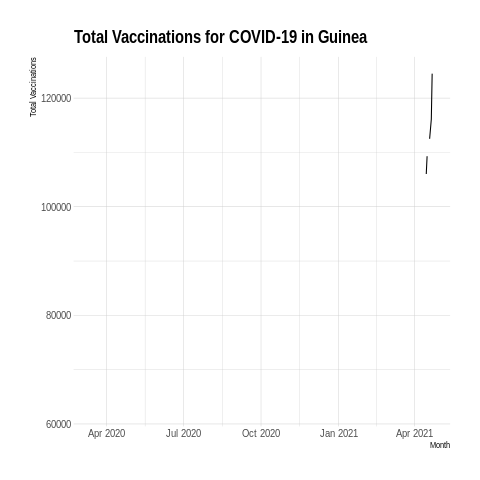 Total Vaccinations for COVID-19 in Guinea
Total Vaccinations
120000
100000
80000
60000
Apr 2020 Jul 2020 Oct 2020 Jan 2021 Apr 2021
Month